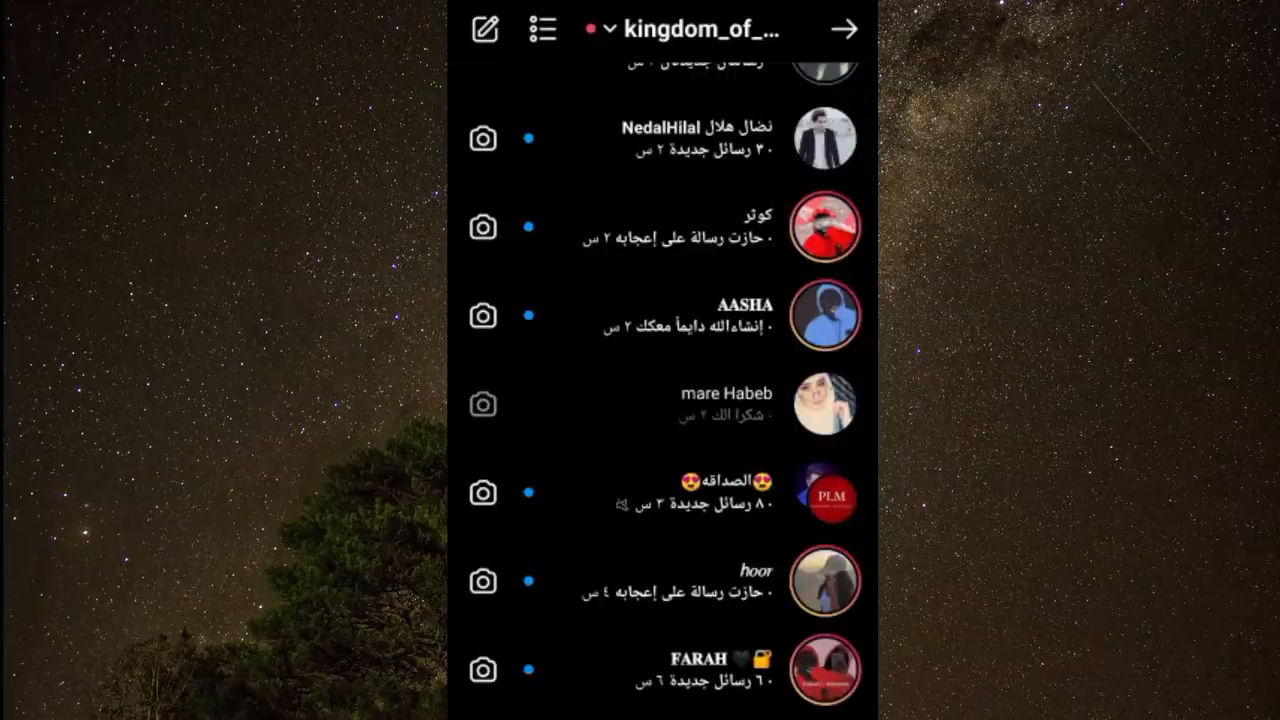 kingdom_of_...
نضال هلال NedalHilal
٣٠ رسائل جديدة ٢ س
كوثر
حازت رسالة على إعجابه ٢ س ·
AASHA
إنشاءالله دايماً معكك ٢ س ·
mare Habeb
شكرا الك ٢ س ·
😍الصداقه😍
٨٠ رسائل جديدة ٣ س
PLM
hoor
حازت رسالة على إعجابه ٤ س ·
FARAH 🖤🔐
٦٠ رسائل جديدة ٦ س